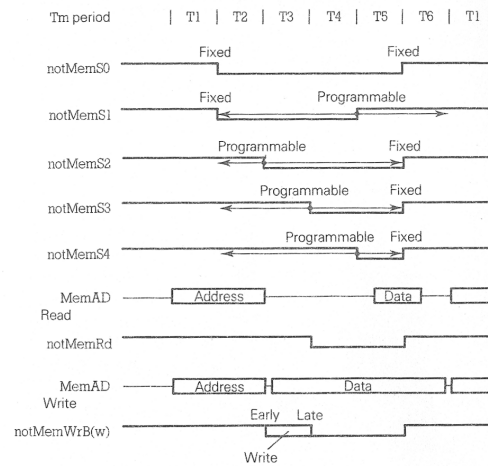 Tm period | T1 | T2 | T3 | T4 | T5 | T6 | T1
Fixed Fixed
notMemS0
Fixed Programmable
notMemS1
Programmable Fixed
notMemS2
Programmable Fixed
notMemS3
Programmable Fixed
notMemS4
MemAD Address Data
Read
notMemRd
MemAD Address Data
Write
Early Late
notMemWrB(w)
Write